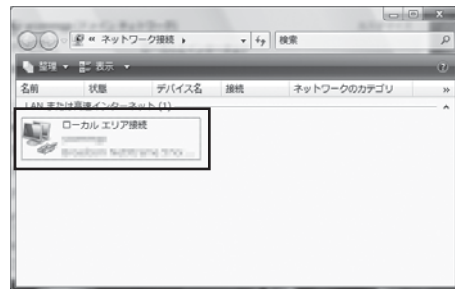 « ネットワーク接続
検索
整理 表示
名前 状態 デバイス名 接続 ネットワークのカテゴリ »
LAN または高速インターネット (1)
ローカル エリア接続